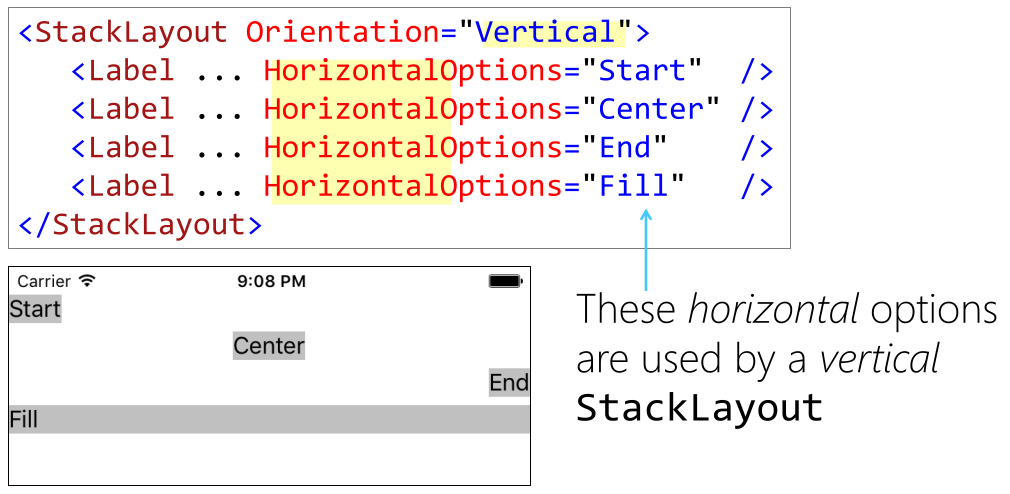 <StackLayout Orientation="Vertical">
   <Label ... HorizontalOptions="Start"  />
   <Label ... HorizontalOptions="Center" />
   <Label ... HorizontalOptions="End"    />
   <Label ... HorizontalOptions="Fill"   />
</StackLayout>
Carrier 9:08 PM
Start
Center
End
Fill
These horizontal options
are used by a vertical
StackLayout